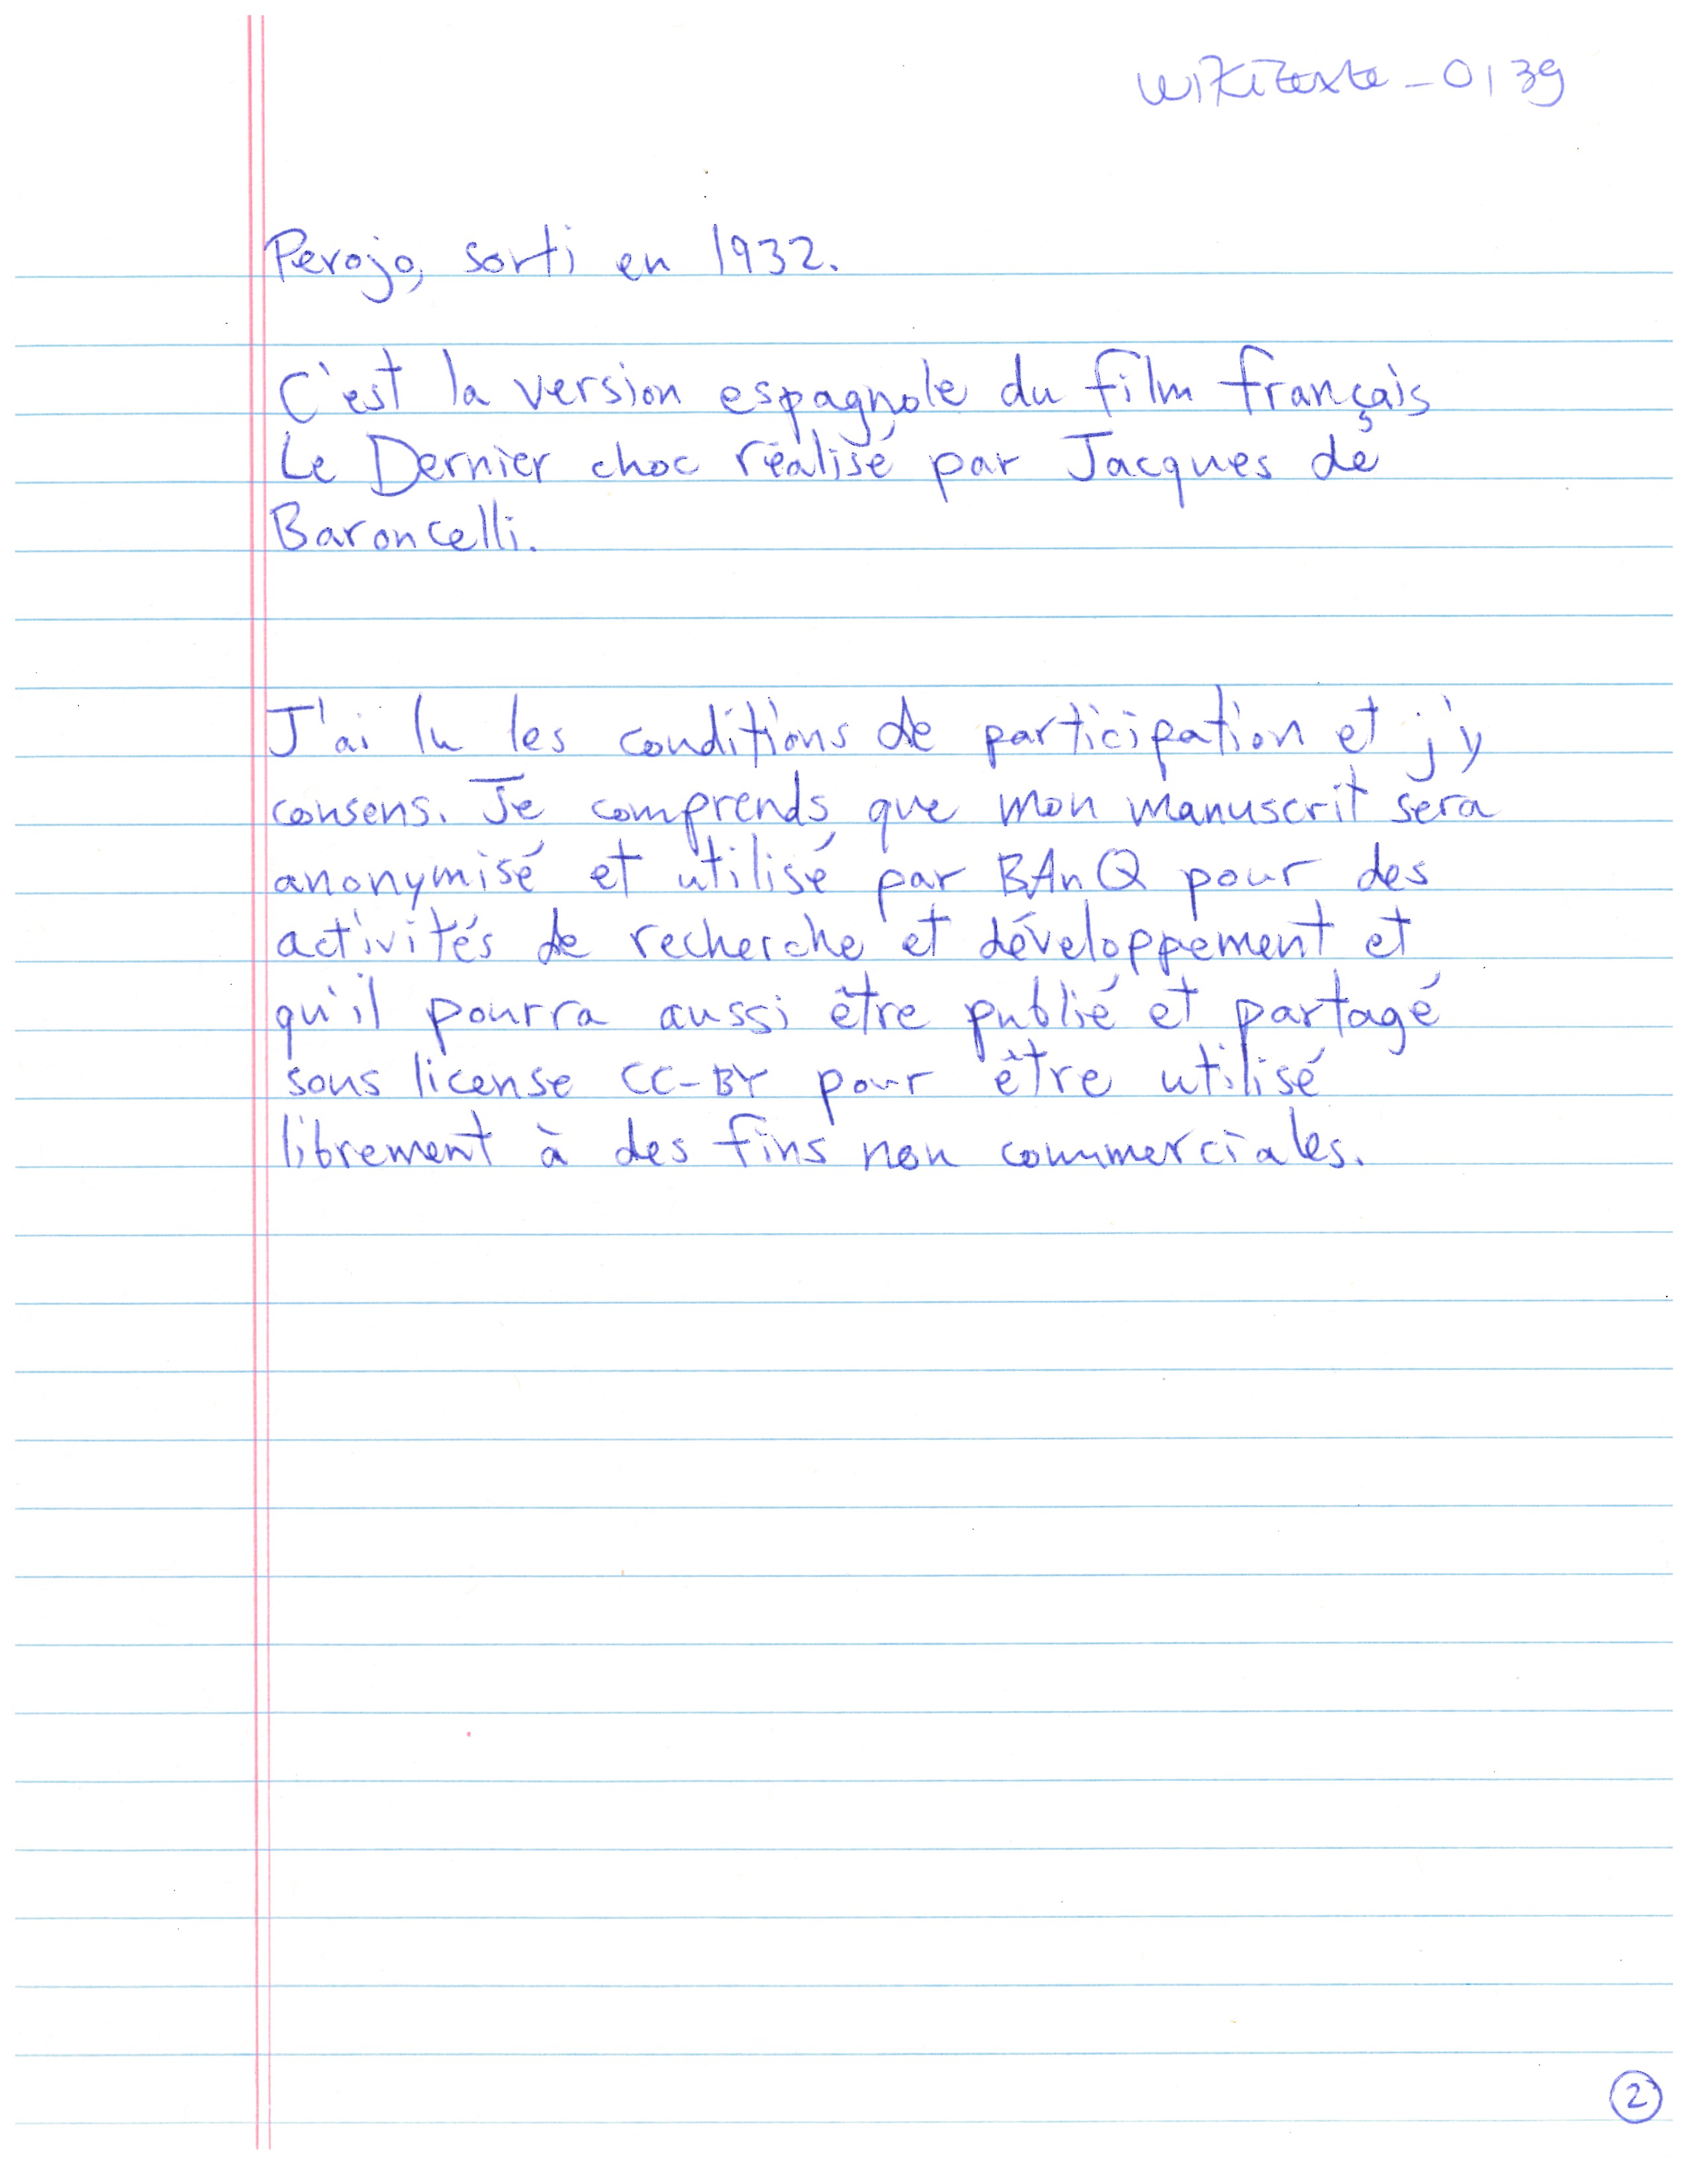 Wikitexte_0139
Perojo, sorti en 1932.
C'est la version espagnole du film français
Le Dernier choc réalisé par Jacques de
Baroncelli.
J'ai lu les conditions de participation et j'y
consens. Je comprends que mon manuscrit sera
anonymisé et utilisé par BAnQ pour des
activités de recherche et développement et
qu'il pourra aussi être publié et partagé
sous license CC-BY pour être utilisé
librement à des fins non commerciales.
2